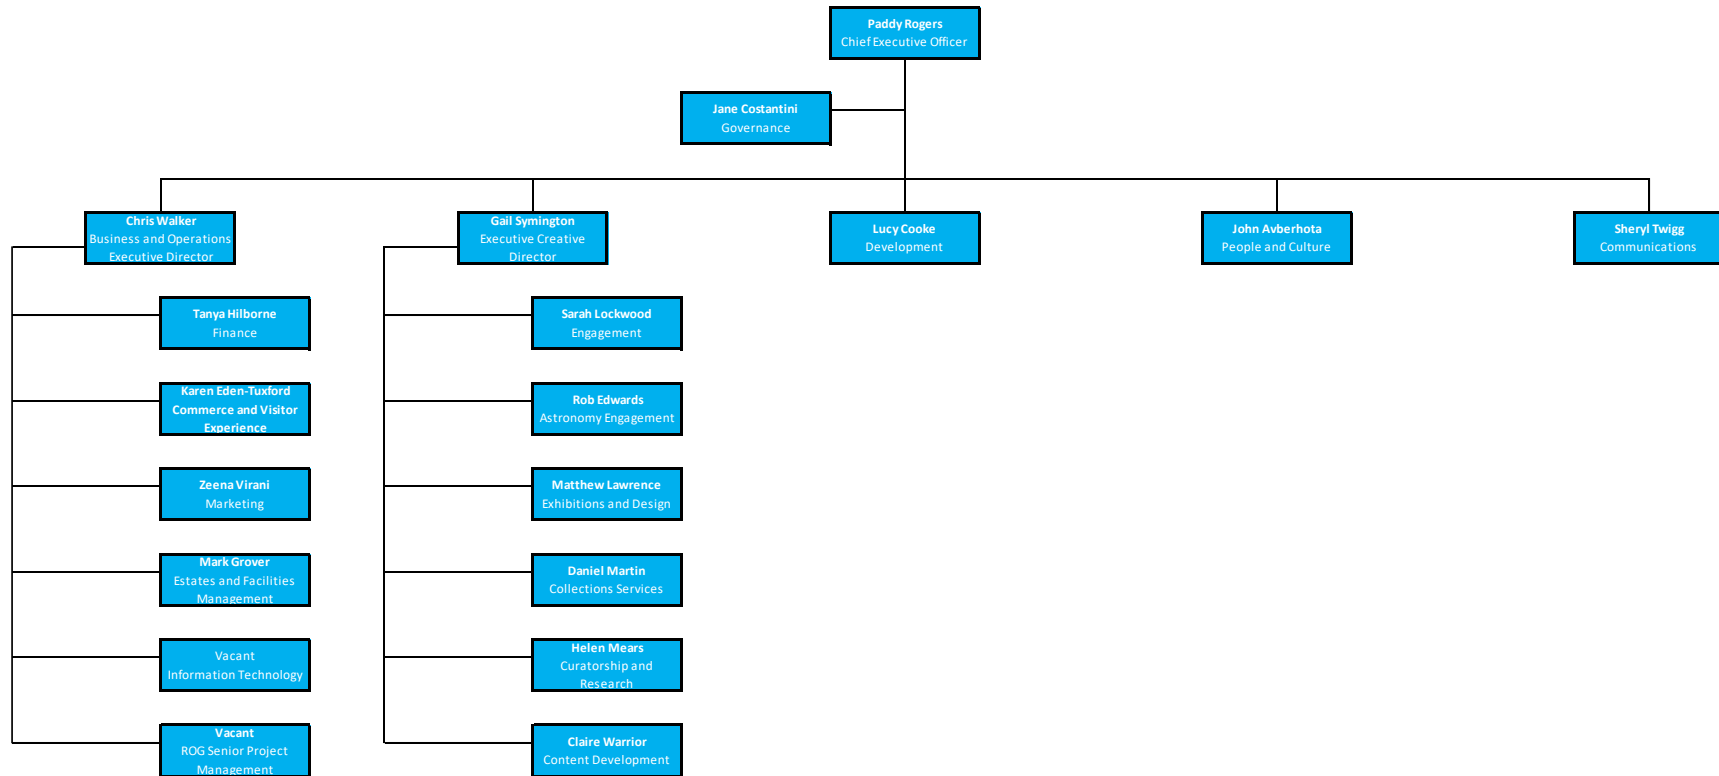 Paddy Rogers
Chief Executive Officer
Jane Costantini
Governance
Chris Walker
Business and Operations
Executive Director
Gail Symington
Executive Creative
Director
Lucy Cooke
Development
John Avberhota
People and Culture
Sheryl Twigg
Communications
Tanya Hilborne
Finance
Sarah Lockwood
Engagement
Karen Eden-Tuxford
Commerce and Visitor
Experience
Rob Edwards
Astronomy Engagement
Zeena Virani
Marketing
Matthew Lawrence
Exhibitions and Design
Mark Grover
Estates and Facilities
Management
Daniel Martin
Collections Services
Vacant
Information Technology
Helen Mears
Curatorship and
Research
Vacant
ROG Senior Project
Management
Claire Warrior
Content Development